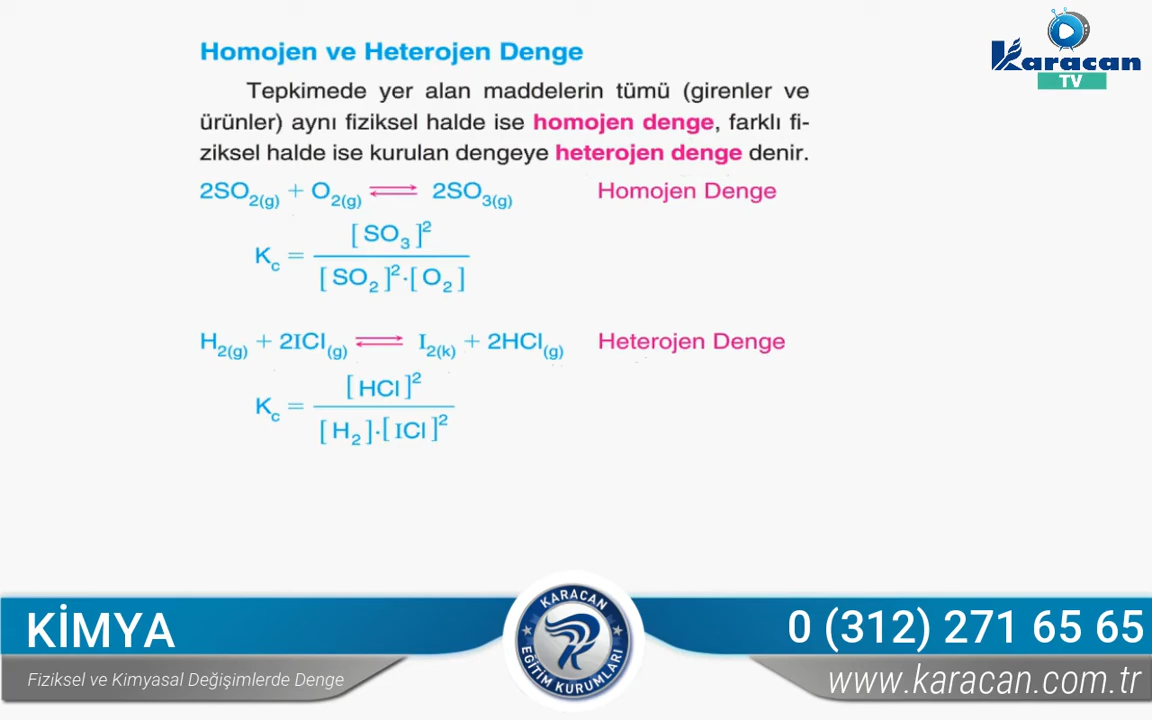 Karacan
TV
Homojen ve Heterojen Denge
Tepkimede yer alan maddelerin tümü (girenler ve
ürünler) aynı fiziksel halde ise homojen denge, farklı fi-
ziksel halde ise kurulan dengeye heterojen denge denir.
2SO₂(g) + O₂(g) ⇌ 2SO₃(g) Homojen Denge
K_c = [SO₃]² / [SO₂]²·[O₂]
H₂(g) + 2ICl(g) ⇌ I₂(k) + 2HCl(g) Heterojen Denge
K_c = [HCl]² / [H₂]·[ICl]²
KİMYA
Fiziksel ve Kimyasal Değişimlerde Denge
KARACAN
EĞİTİM KURUMLARI
0 (312) 271 65 65
www.karacan.com.tr